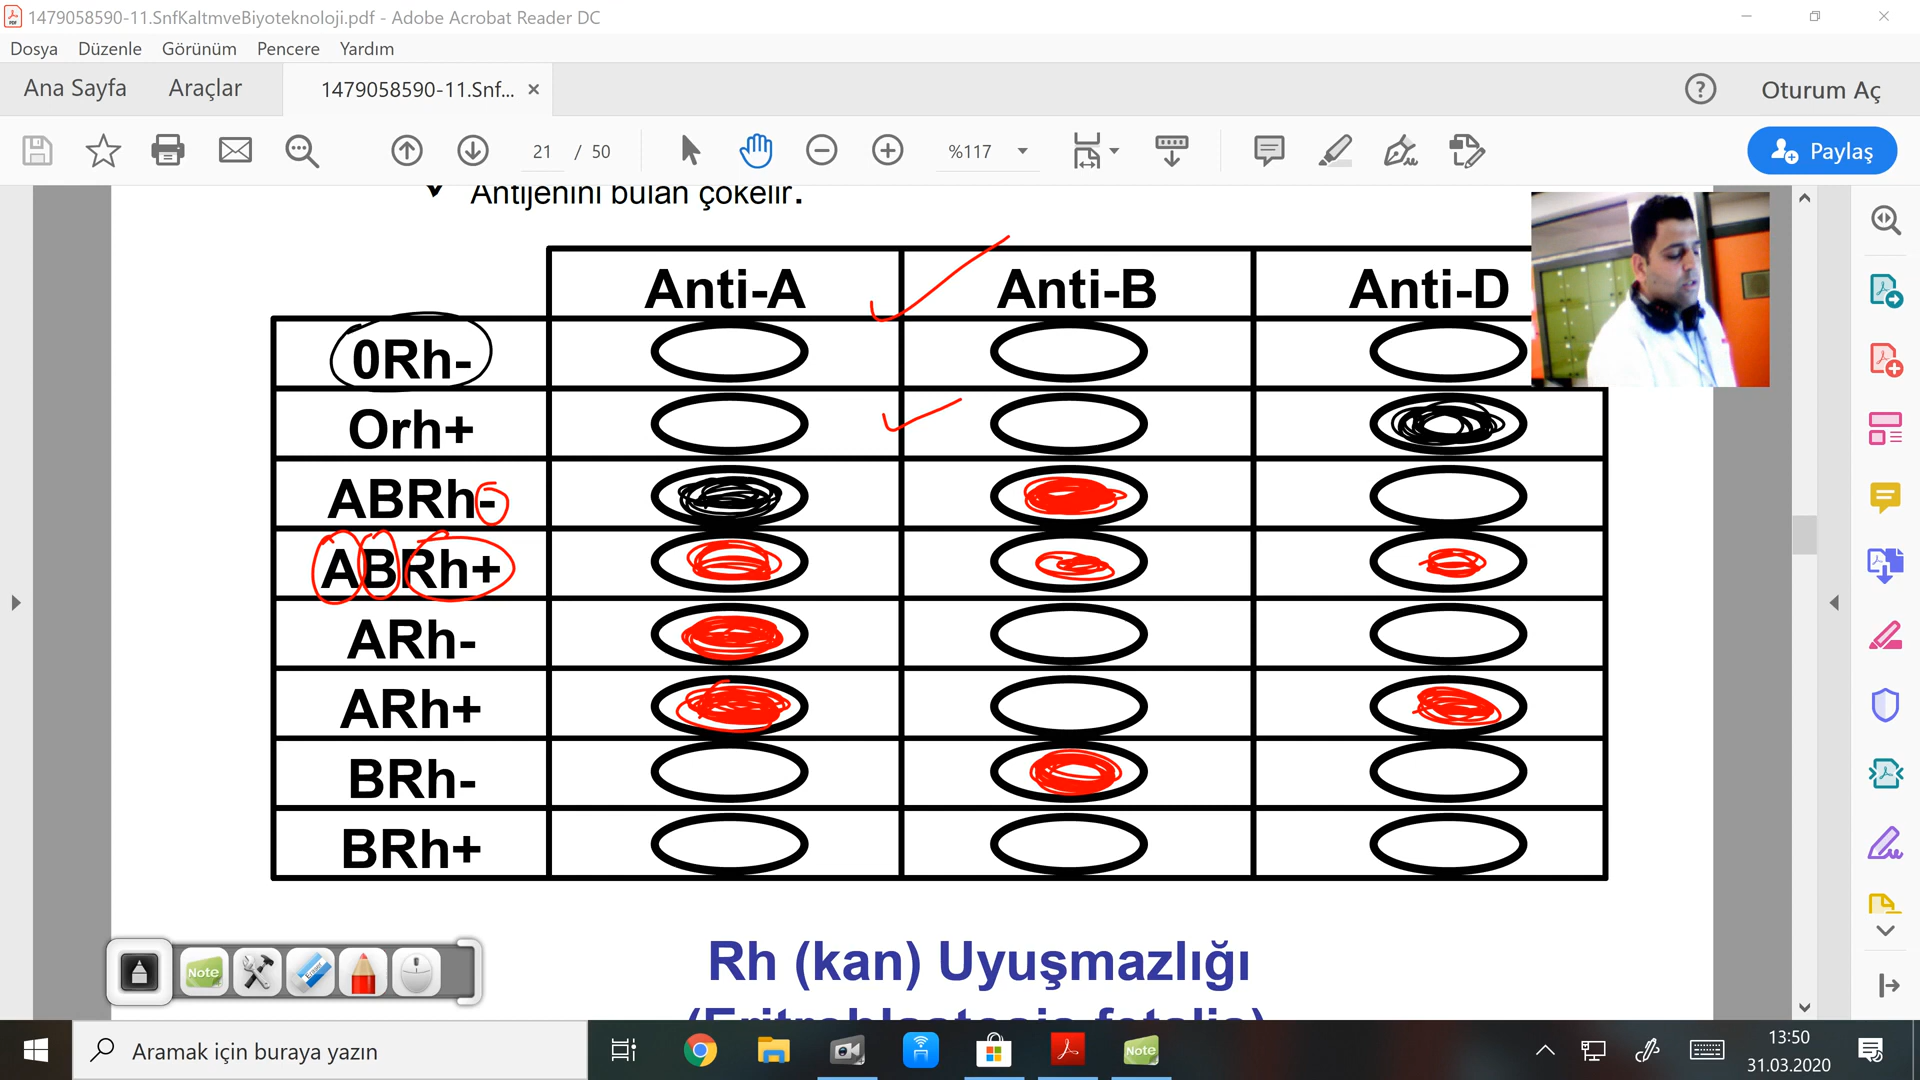 1479058590-11.SnfKaltmveBiyoteknoloji.pdf - Adobe Acrobat Reader DC
Dosya Düzenle Görünüm Pencere Yardım
Ana Sayfa Araçlar 1479058590-11.Snf... Oturum Aç
21 / 50 %117 Paylaş
Antijenini bulan çökelir.
Anti-A Anti-B Anti-D
0Rh-
Orh+
ABRh-
ABRh+
ARh-
ARh+
BRh-
BRh+
Rh (kan) Uyuşmazlığı
(Eritroblastosis fetalis)
Note
Aramak için buraya yazın
Note
13:50
31.03.2020